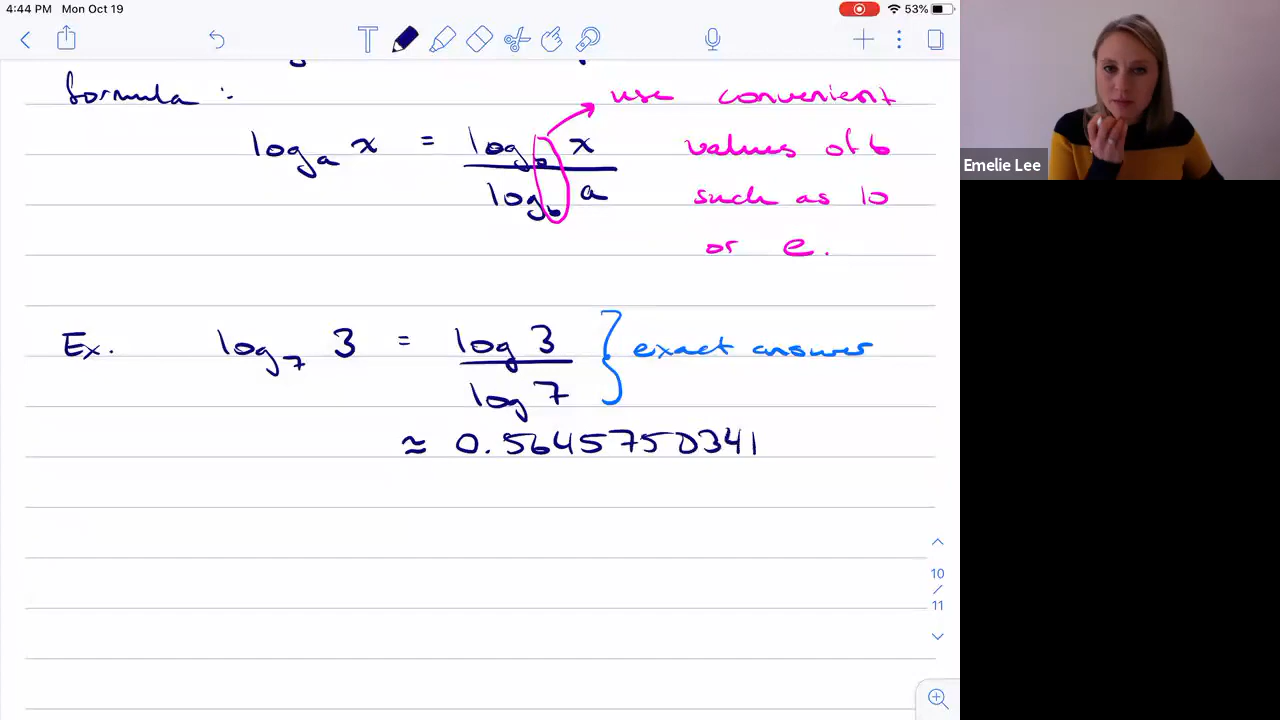 4:44 PM Mon Oct 19
53%
formula :
use convenient
log_a x = log_b x / log_b a
values of b
such as 10
or e.
Ex. log_7 3 = log 3 / log 7 } exact answer
≈ 0.5645750341
10
/
11
Emelie Lee